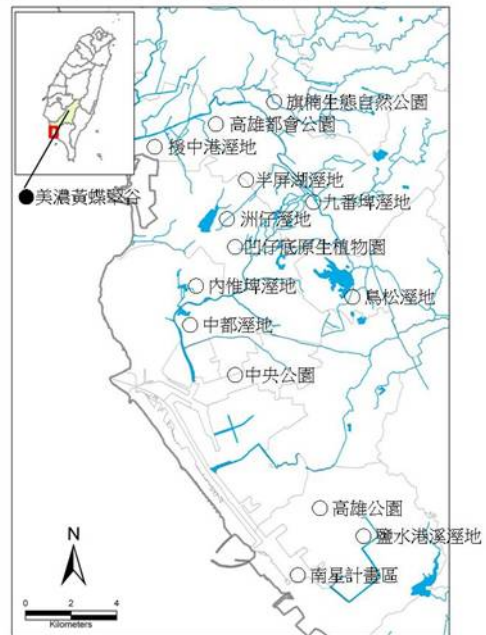 旗楠生態自然公園
高雄都會公園
援中港溼地
半屏湖溼地
美濃黃蝶翠谷
九番埤溼地
洲仔溼地
凹仔底原生植物園
內惟埤溼地
鳥松溼地
中都溼地
中央公園
高雄公園
鹽水港溪溼地
N
南星計畫區
0 2 4
Kilometers